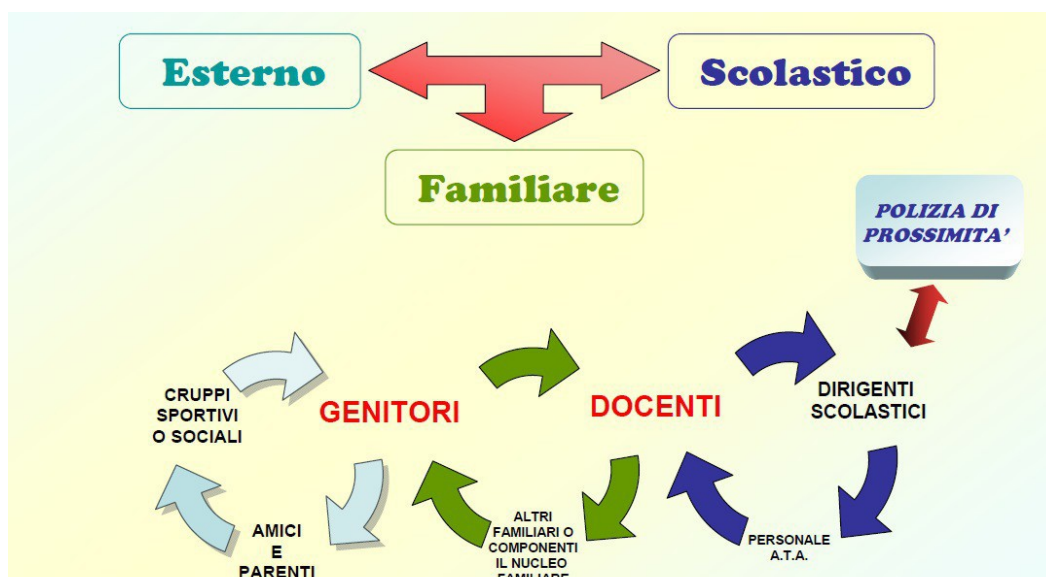 Esterno
Scolastico
Familiare
POLIZIA DI
PROSSIMITA'
CRUPPI
SPORTIVI
O SOCIALI
GENITORI
DOCENTI
DIRIGENTI
SCOLASTICI
AMICI
E
PARENTI
ALTRI
FAMILIARI O
COMPONENTI
IL NUCLEO
FAMILIARE
PERSONALE
A.T.A.